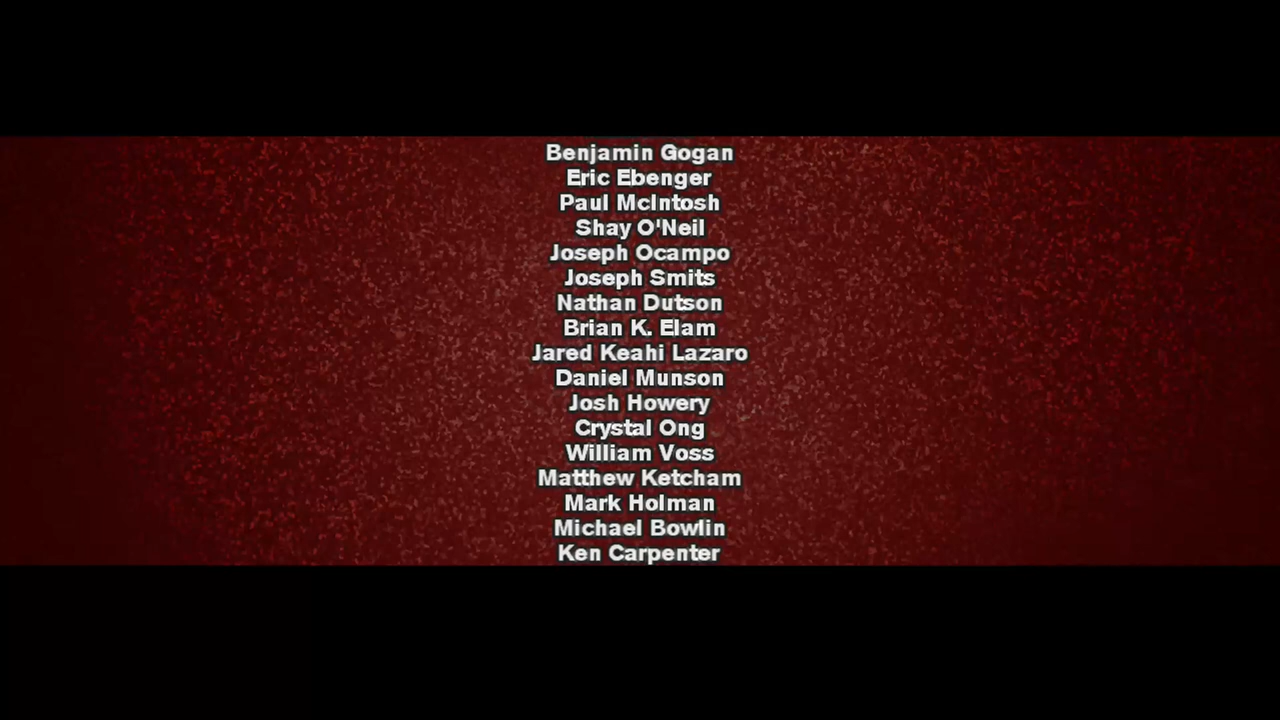 Benjamin Gogan
Eric Ebenger
Paul McIntosh
Shay O'Neil
Joseph Ocampo
Joseph Smits
Nathan Dutson
Brian K. Elam
Jared Keahi Lazaro
Daniel Munson
Josh Howery
Crystal Ong
William Voss
Matthew Ketcham
Mark Holman
Michael Bowlin
Ken Carpenter